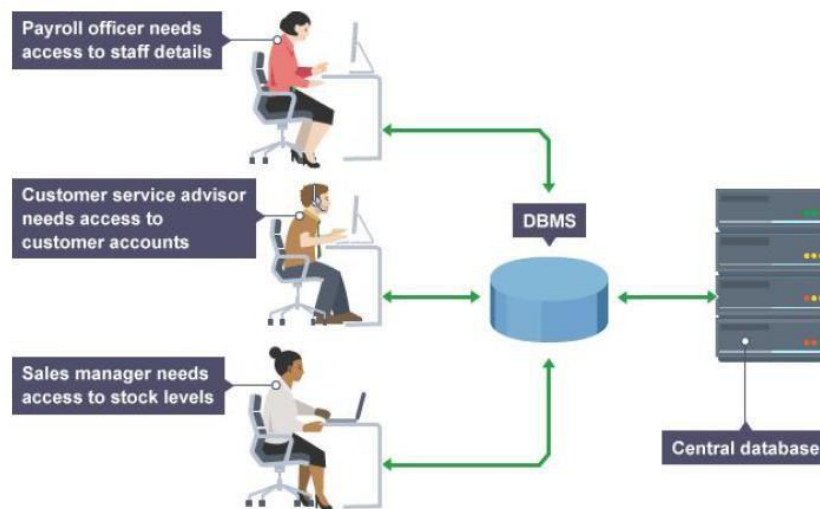 Payroll officer needs
access to staff details
Customer service advisor
needs access to
customer accounts
DBMS
Sales manager needs
access to stock levels
Central database